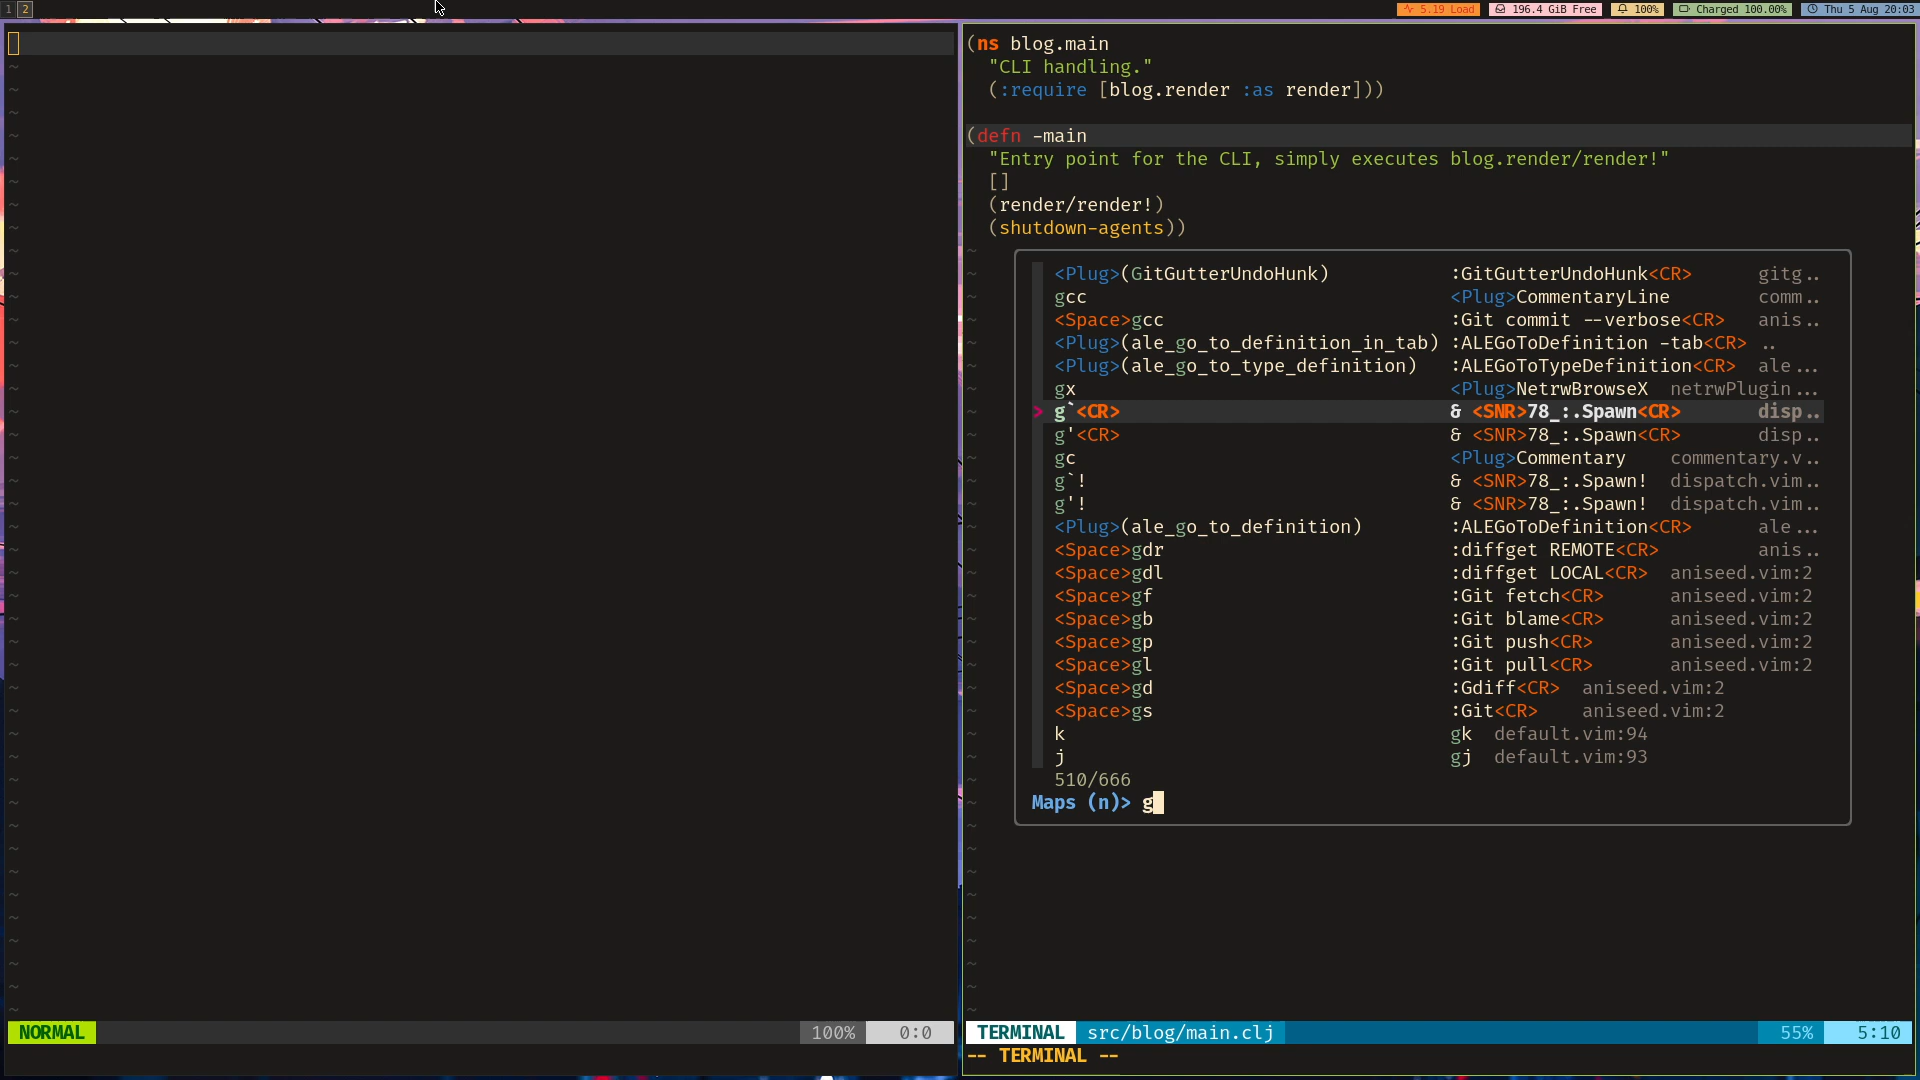 1 2
5.19 Load 196.4 GiB Free 100% Charged 100.00% Thu 5 Aug 20:03
(ns blog.main
"CLI handling."
(:require [blog.render :as render]))
(defn -main
"Entry point for the CLI, simply executes blog.render/render!"
[]
(render/render!)
(shutdown-agents))
<Plug>(GitGutterUndoHunk) :GitGutterUndoHunk<CR> gitg..
gcc <Plug>CommentaryLine comm..
<Space>gcc :Git commit --verbose<CR> anis..
<Plug>(ale_go_to_definition_in_tab) :ALEGoToDefinition -tab<CR> ..
<Plug>(ale_go_to_type_definition) :ALEGoToTypeDefinition<CR> ale...
gx <Plug>NetrwBrowseX netrwPlugin...
> g`<CR> & <SNR>78_:.Spawn<CR> disp..
g'<CR> & <SNR>78_:.Spawn<CR> disp..
gc <Plug>Commentary commentary.v..
g`! & <SNR>78_:.Spawn! dispatch.vim..
g'! & <SNR>78_:.Spawn! dispatch.vim..
<Plug>(ale_go_to_definition) :ALEGoToDefinition<CR> ale...
<Space>gdr :diffget REMOTE<CR> anis..
<Space>gdl :diffget LOCAL<CR> aniseed.vim:2
<Space>gf :Git fetch<CR> aniseed.vim:2
<Space>gb :Git blame<CR> aniseed.vim:2
<Space>gp :Git push<CR> aniseed.vim:2
<Space>gl :Git pull<CR> aniseed.vim:2
<Space>gd :Gdiff<CR> aniseed.vim:2
<Space>gs :Git<CR> aniseed.vim:2
k gk default.vim:94
j gj default.vim:93
510/666
Maps (n)> g
NORMAL 100% 0:0
TERMINAL src/blog/main.clj 55% 5:10
-- TERMINAL --